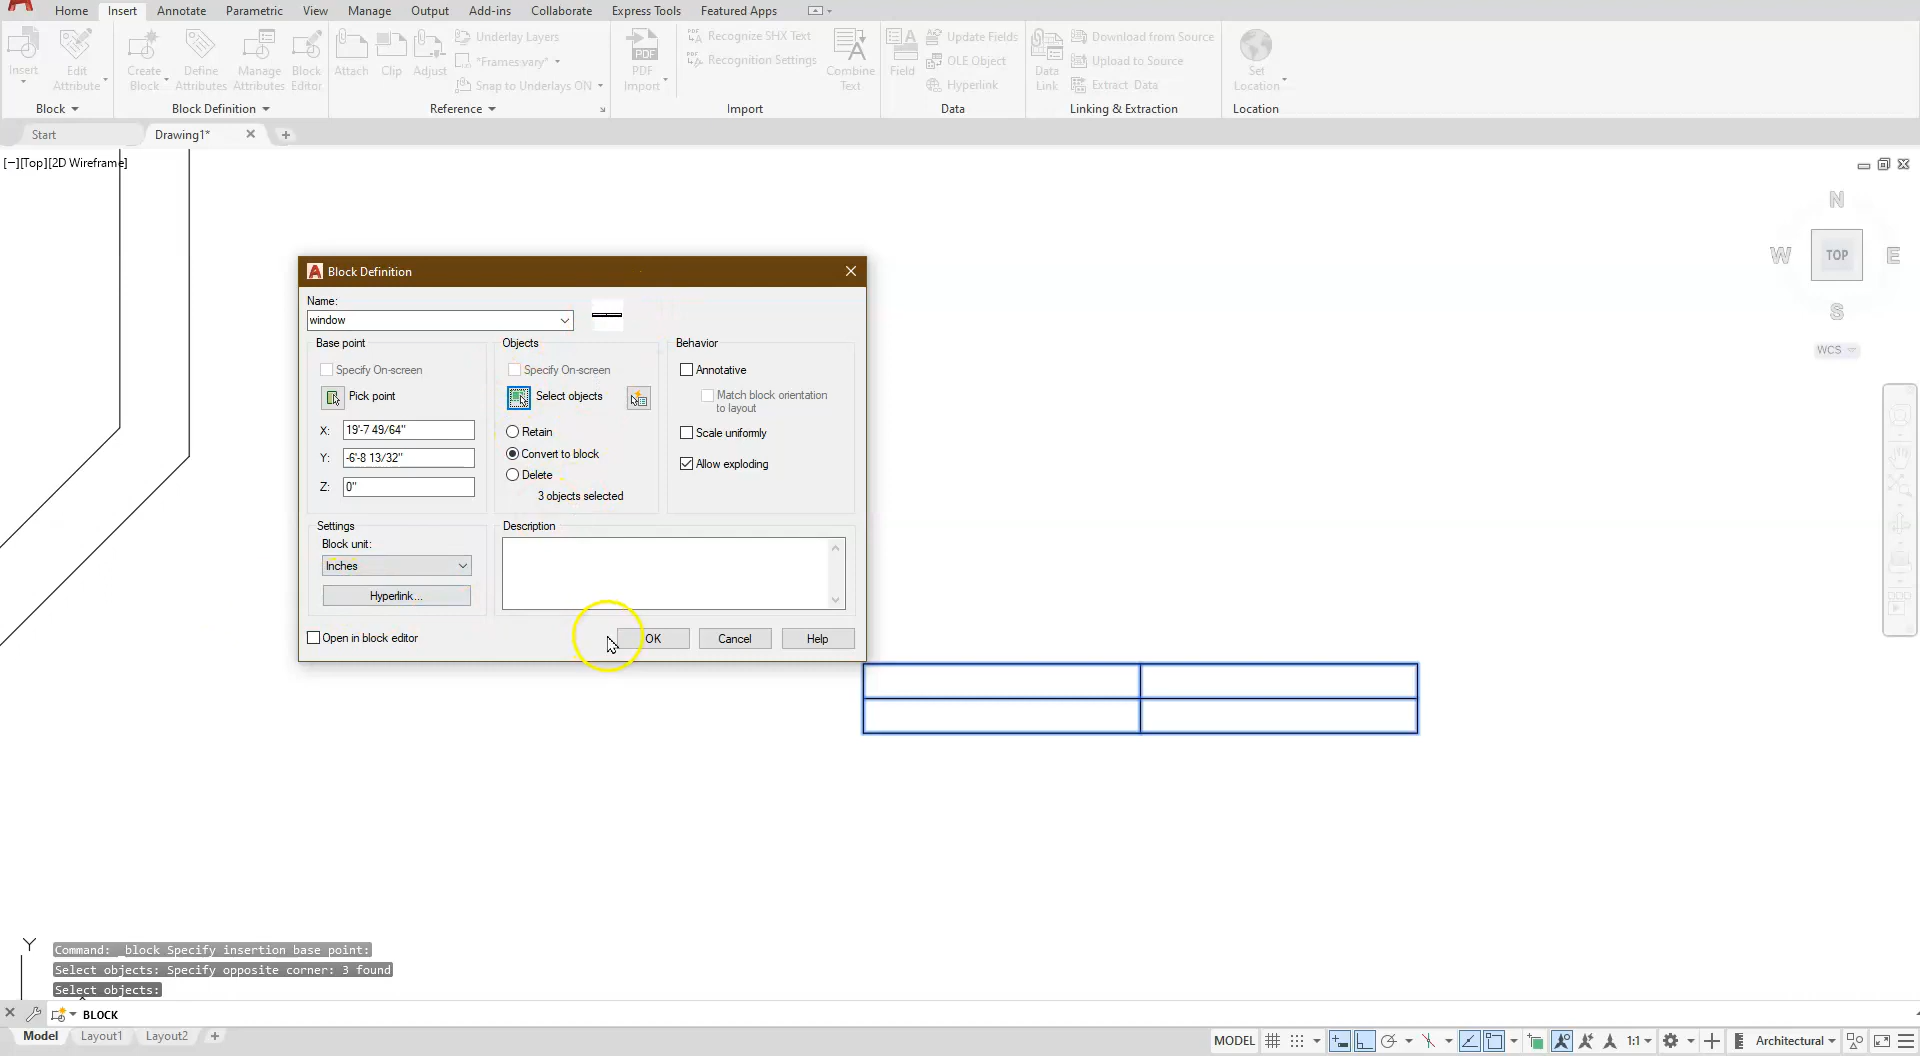 Home Insert Annotate Parametric View Manage Output Add-ins Collaborate Express Tools Featured Apps
Insert
Edit
Attribute
Create
Block
Define
Attributes
Manage
Attributes
Block
Editor
Attach Clip Adjust
Underlay Layers
*Frames vary*
Snap to Underlays ON
PDF
PDF
Import
PDF Recognize SHX Text
PDF Recognition Settings
Combine
Text
Field
Update Fields
OLE Object
Hyperlink
Data
Link
Download from Source
Upload to Source
Extract Data
Set
Location
Block Block Definition Reference Import Data Linking & Extraction Location
Start Drawing1*
[−][Top][2D Wireframe]
N
W TOP E
S
WCS
A Block Definition
Name:
window
Base point
Specify On-screen
Pick point
X: 19'-7 49/64"
Y: -6'-8 13/32"
Z: 0"
Objects
Specify On-screen
Select objects
Retain
Convert to block
Delete
3 objects selected
Behavior
Annotative
Match block orientation
to layout
Scale uniformly
Allow exploding
Settings
Block unit:
Inches
Hyperlink...
Description
Open in block editor
OK Cancel Help
Y
Command: _block Specify insertion base point:
Select objects: Specify opposite corner: 3 found
Select objects:
BLOCK
Model Layout1 Layout2 +
MODEL 1:1 Architectural